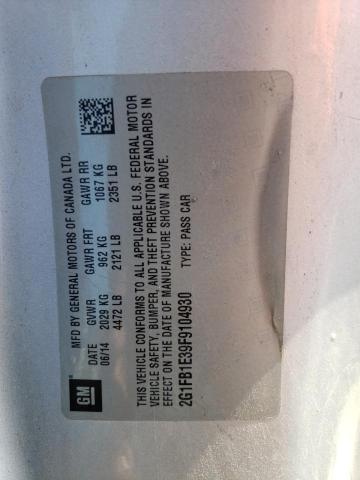 MFD BY GENERAL MOTORS OF CANADA LTD.
DATE GVWR GAWR FRT GAWR RR
06/14 2029 KG 962 KG 1067 KG
4472 LB 2121 LB 2351 LB
THIS VEHICLE CONFORMS TO ALL APPLICABLE U.S. FEDERAL MOTOR
VEHICLE SAFETY, BUMPER, AND THEFT PREVENTION STANDARDS IN
EFFECT ON THE DATE OF MANUFACTURE SHOWN ABOVE.
2G1FB1E39F9104930 TYPE: PASS CAR
GM